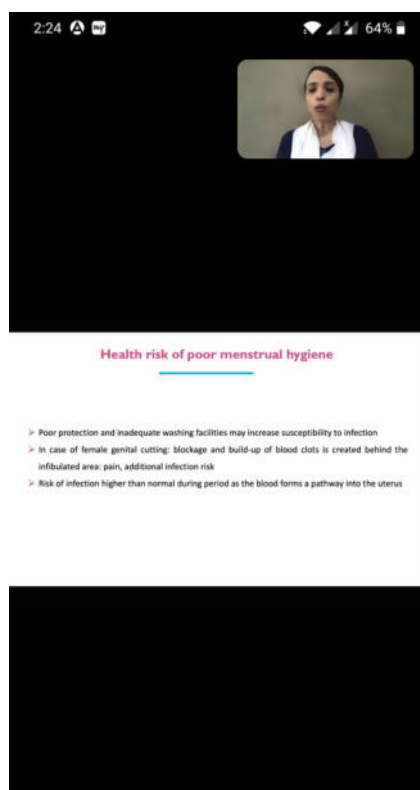 2:24 64%
Health risk of poor menstrual hygiene
➢ Poor protection and inadequate washing facilities may increase susceptibility to infection
➢ In case of female genital cutting: blockage and build-up of blood clots is created behind the
infibulated area: pain, additional infection risk
➢ Risk of infection higher than normal during period as the blood forms a pathway into the uterus